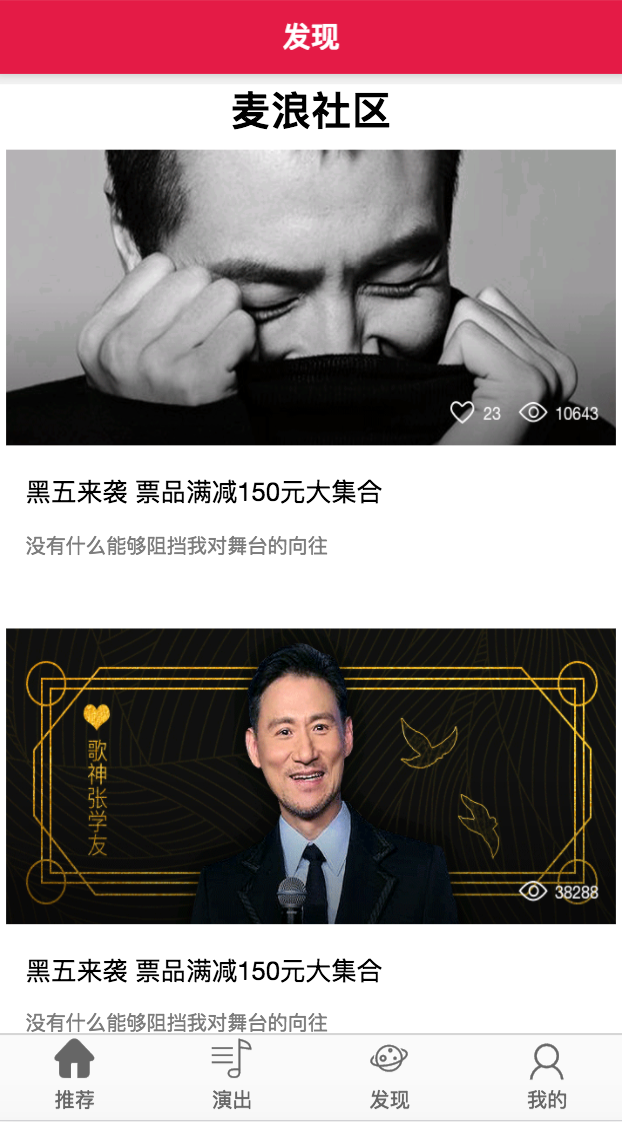 发现
麦浪社区
23 10643
黑五来袭 票品满减150元大集合
没有什么能够阻挡我对舞台的向往
歌神张学友
38288
黑五来袭 票品满减150元大集合
没有什么能够阻挡我对舞台的向往
推荐 演出 发现 我的